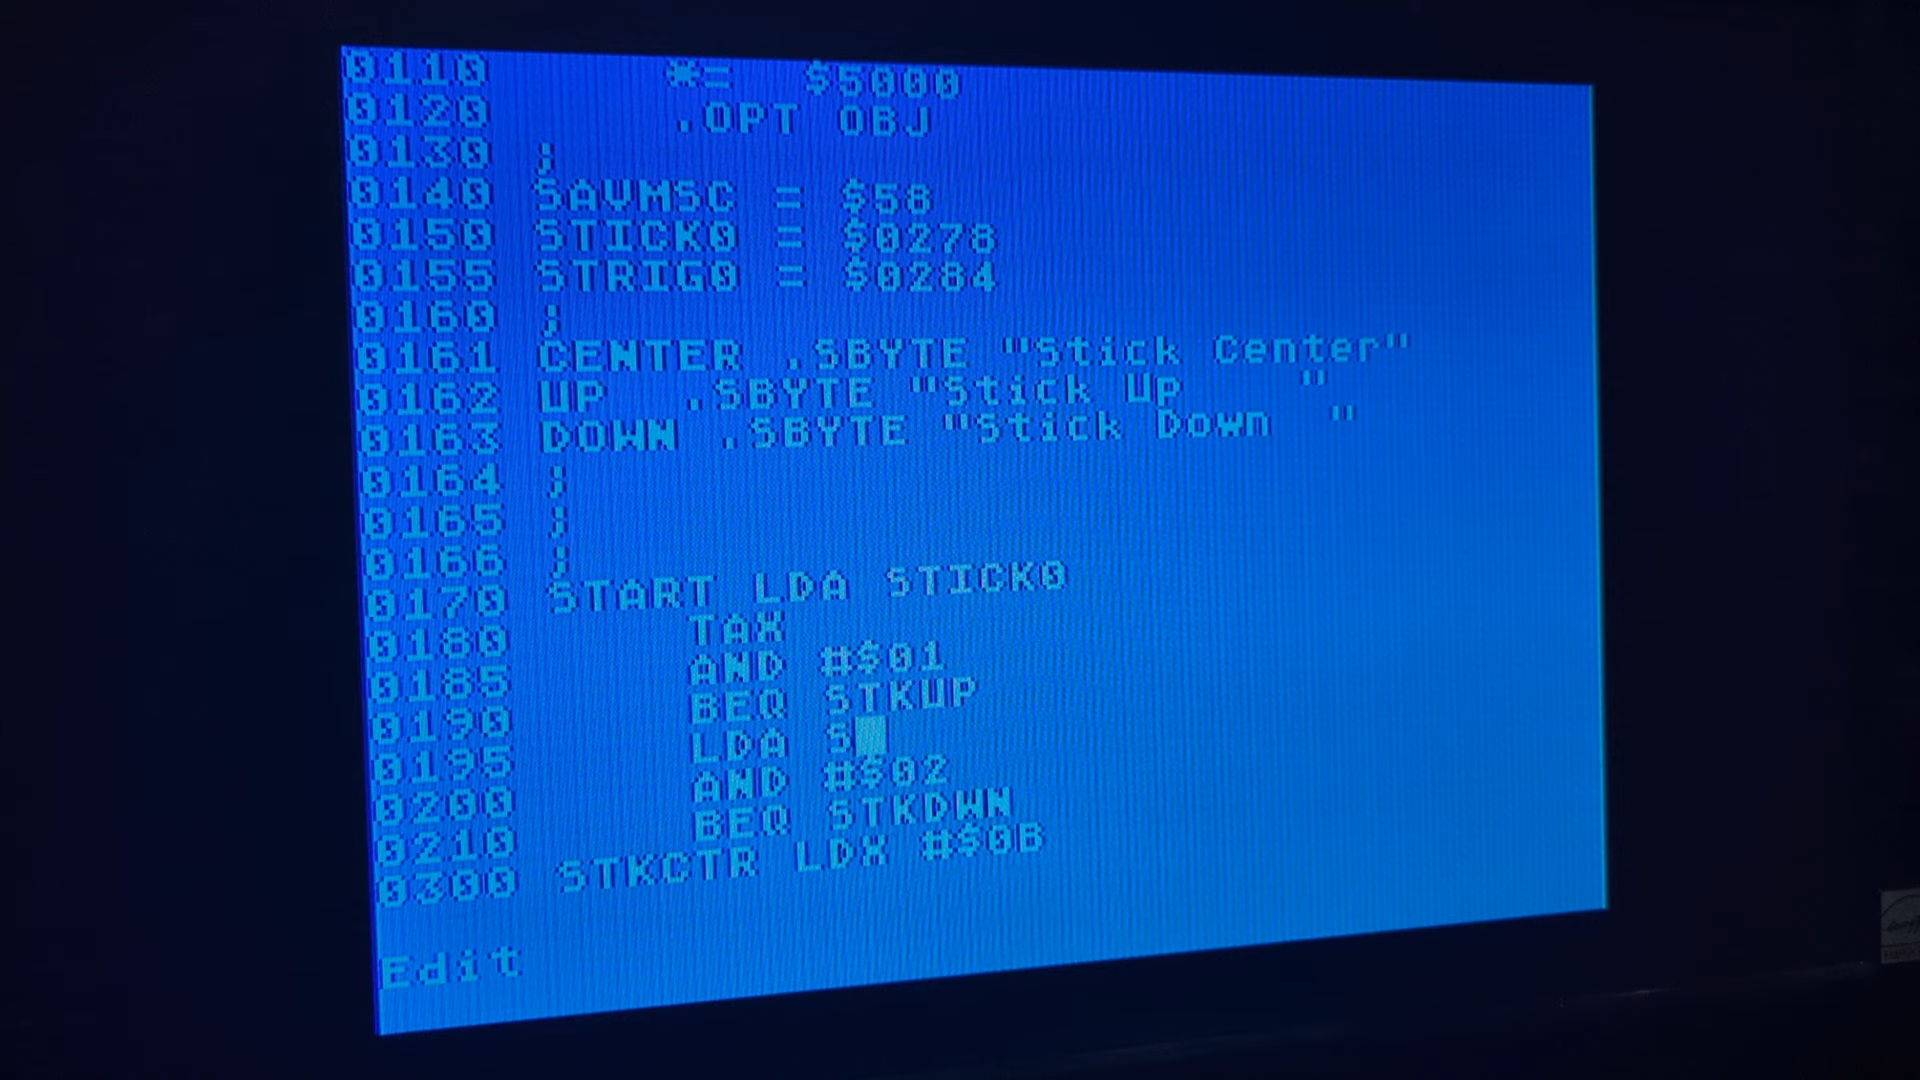 0110      *=  $5000
0120      .OPT OBJ
0130 ;
0140 SAVMSC = $58
0150 STICK0 = $0278
0155 STRIG0 = $0284
0160 ;
0161 CENTER .SBYTE "Stick Center"
0162 UP  .SBYTE "Stick Up    "
0163 DOWN .SBYTE "Stick Down  "
0164 ;
0165 ;
0166 ;
0170 START LDA STICK0
0180      TAX
0185      AND #$01
0190      BEQ STKUP
0195      LDA S
0200      AND #$02
0210      BEQ STKDWN
0300 STKCTR LDX #$0B
Edit